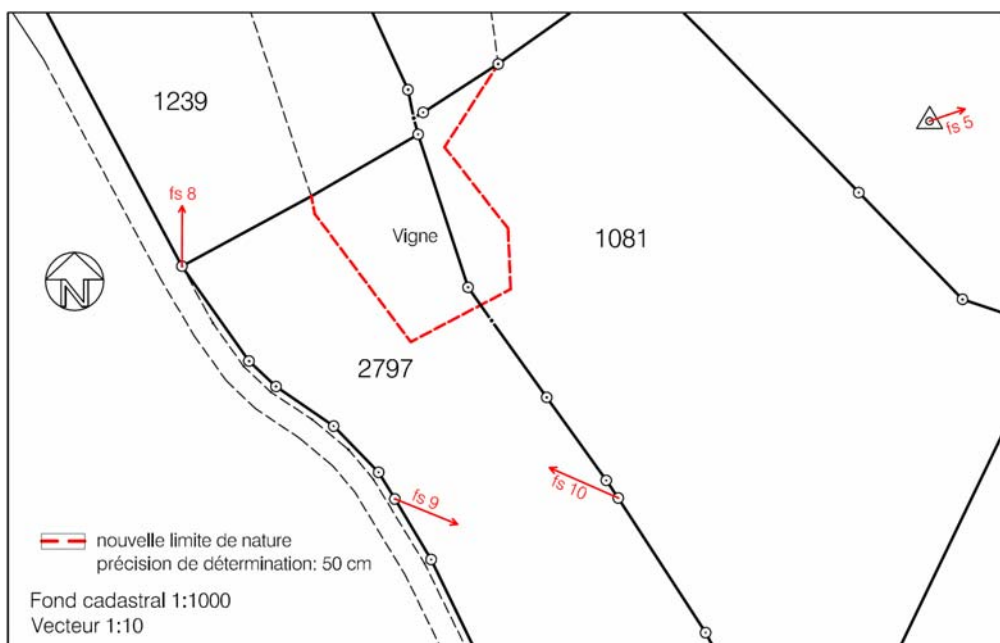 1239
fs 5
fs 8
Vigne
1081
N
2797
fs 10
fs 9
nouvelle limite de nature
précision de détermination: 50 cm
Fond cadastral 1:1000
Vecteur 1:10